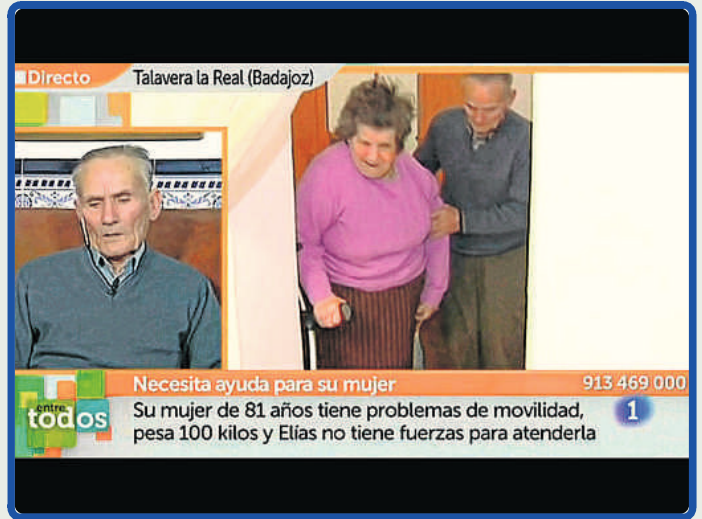 Directo
Talavera la Real (Badajoz)
Necesita ayuda para su mujer
913 469 000
entre
todos
Su mujer de 81 años tiene problemas de movilidad,
pesa 100 kilos y Elías no tiene fuerzas para atenderla
1